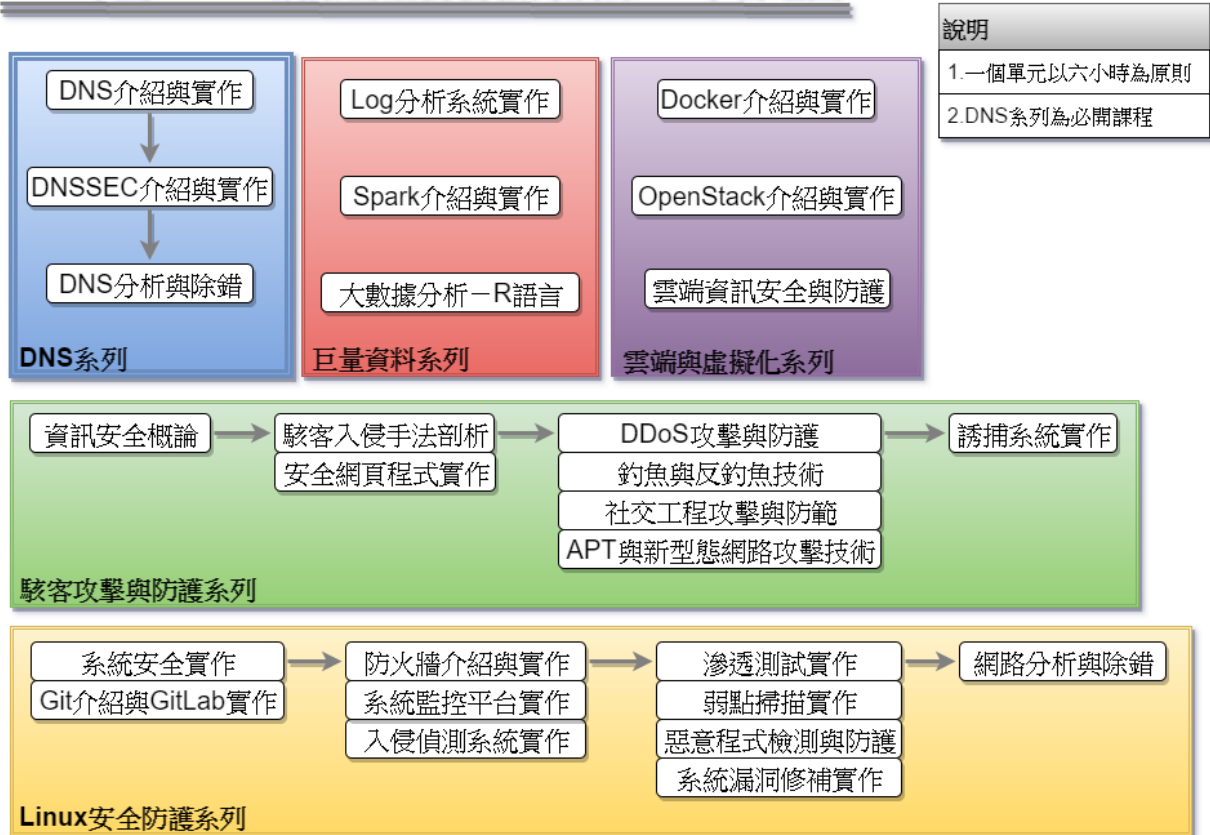 說明
1.一個單元以六小時為原則
2.DNS系列為必開課程
DNS介紹與實作
DNSSEC介紹與實作
DNS分析與除錯
DNS系列
Log分析系統實作
Spark介紹與實作
大數據分析－R語言
巨量資料系列
Docker介紹與實作
OpenStack介紹與實作
雲端資訊安全與防護
雲端與虛擬化系列
資訊安全概論
駭客入侵手法剖析
安全網頁程式實作
DDoS攻擊與防護
釣魚與反釣魚技術
社交工程攻擊與防範
APT與新型態網路攻擊技術
誘捕系統實作
駭客攻擊與防護系列
系統安全實作
Git介紹與GitLab實作
防火牆介紹與實作
系統監控平台實作
入侵偵測系統實作
滲透測試實作
弱點掃描實作
惡意程式檢測與防護
系統漏洞修補實作
網路分析與除錯
Linux安全防護系列